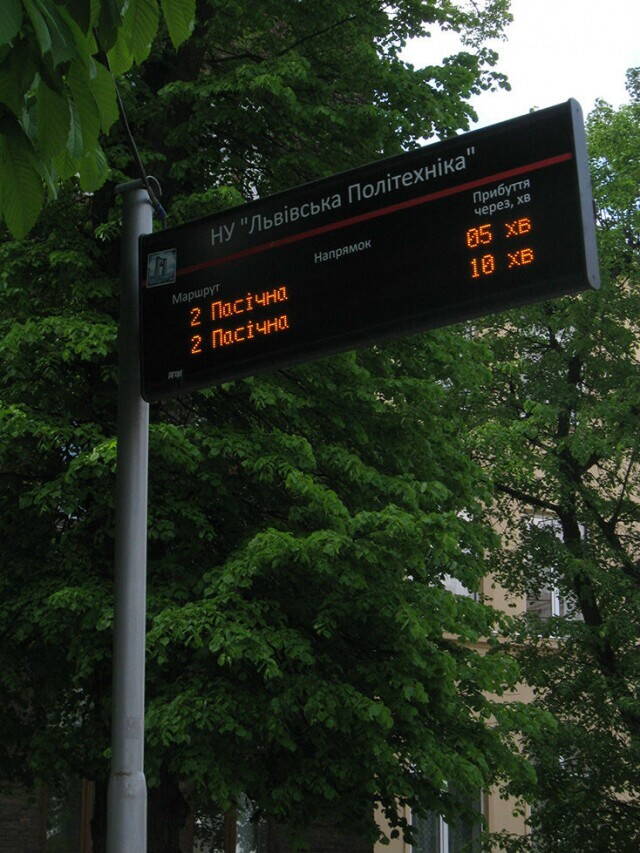 НУ "Львівська Політехніка"
Маршрут Напрямок Прибуття
через, хв
2 Пасічна 05 хв
2 Пасічна 10 хв